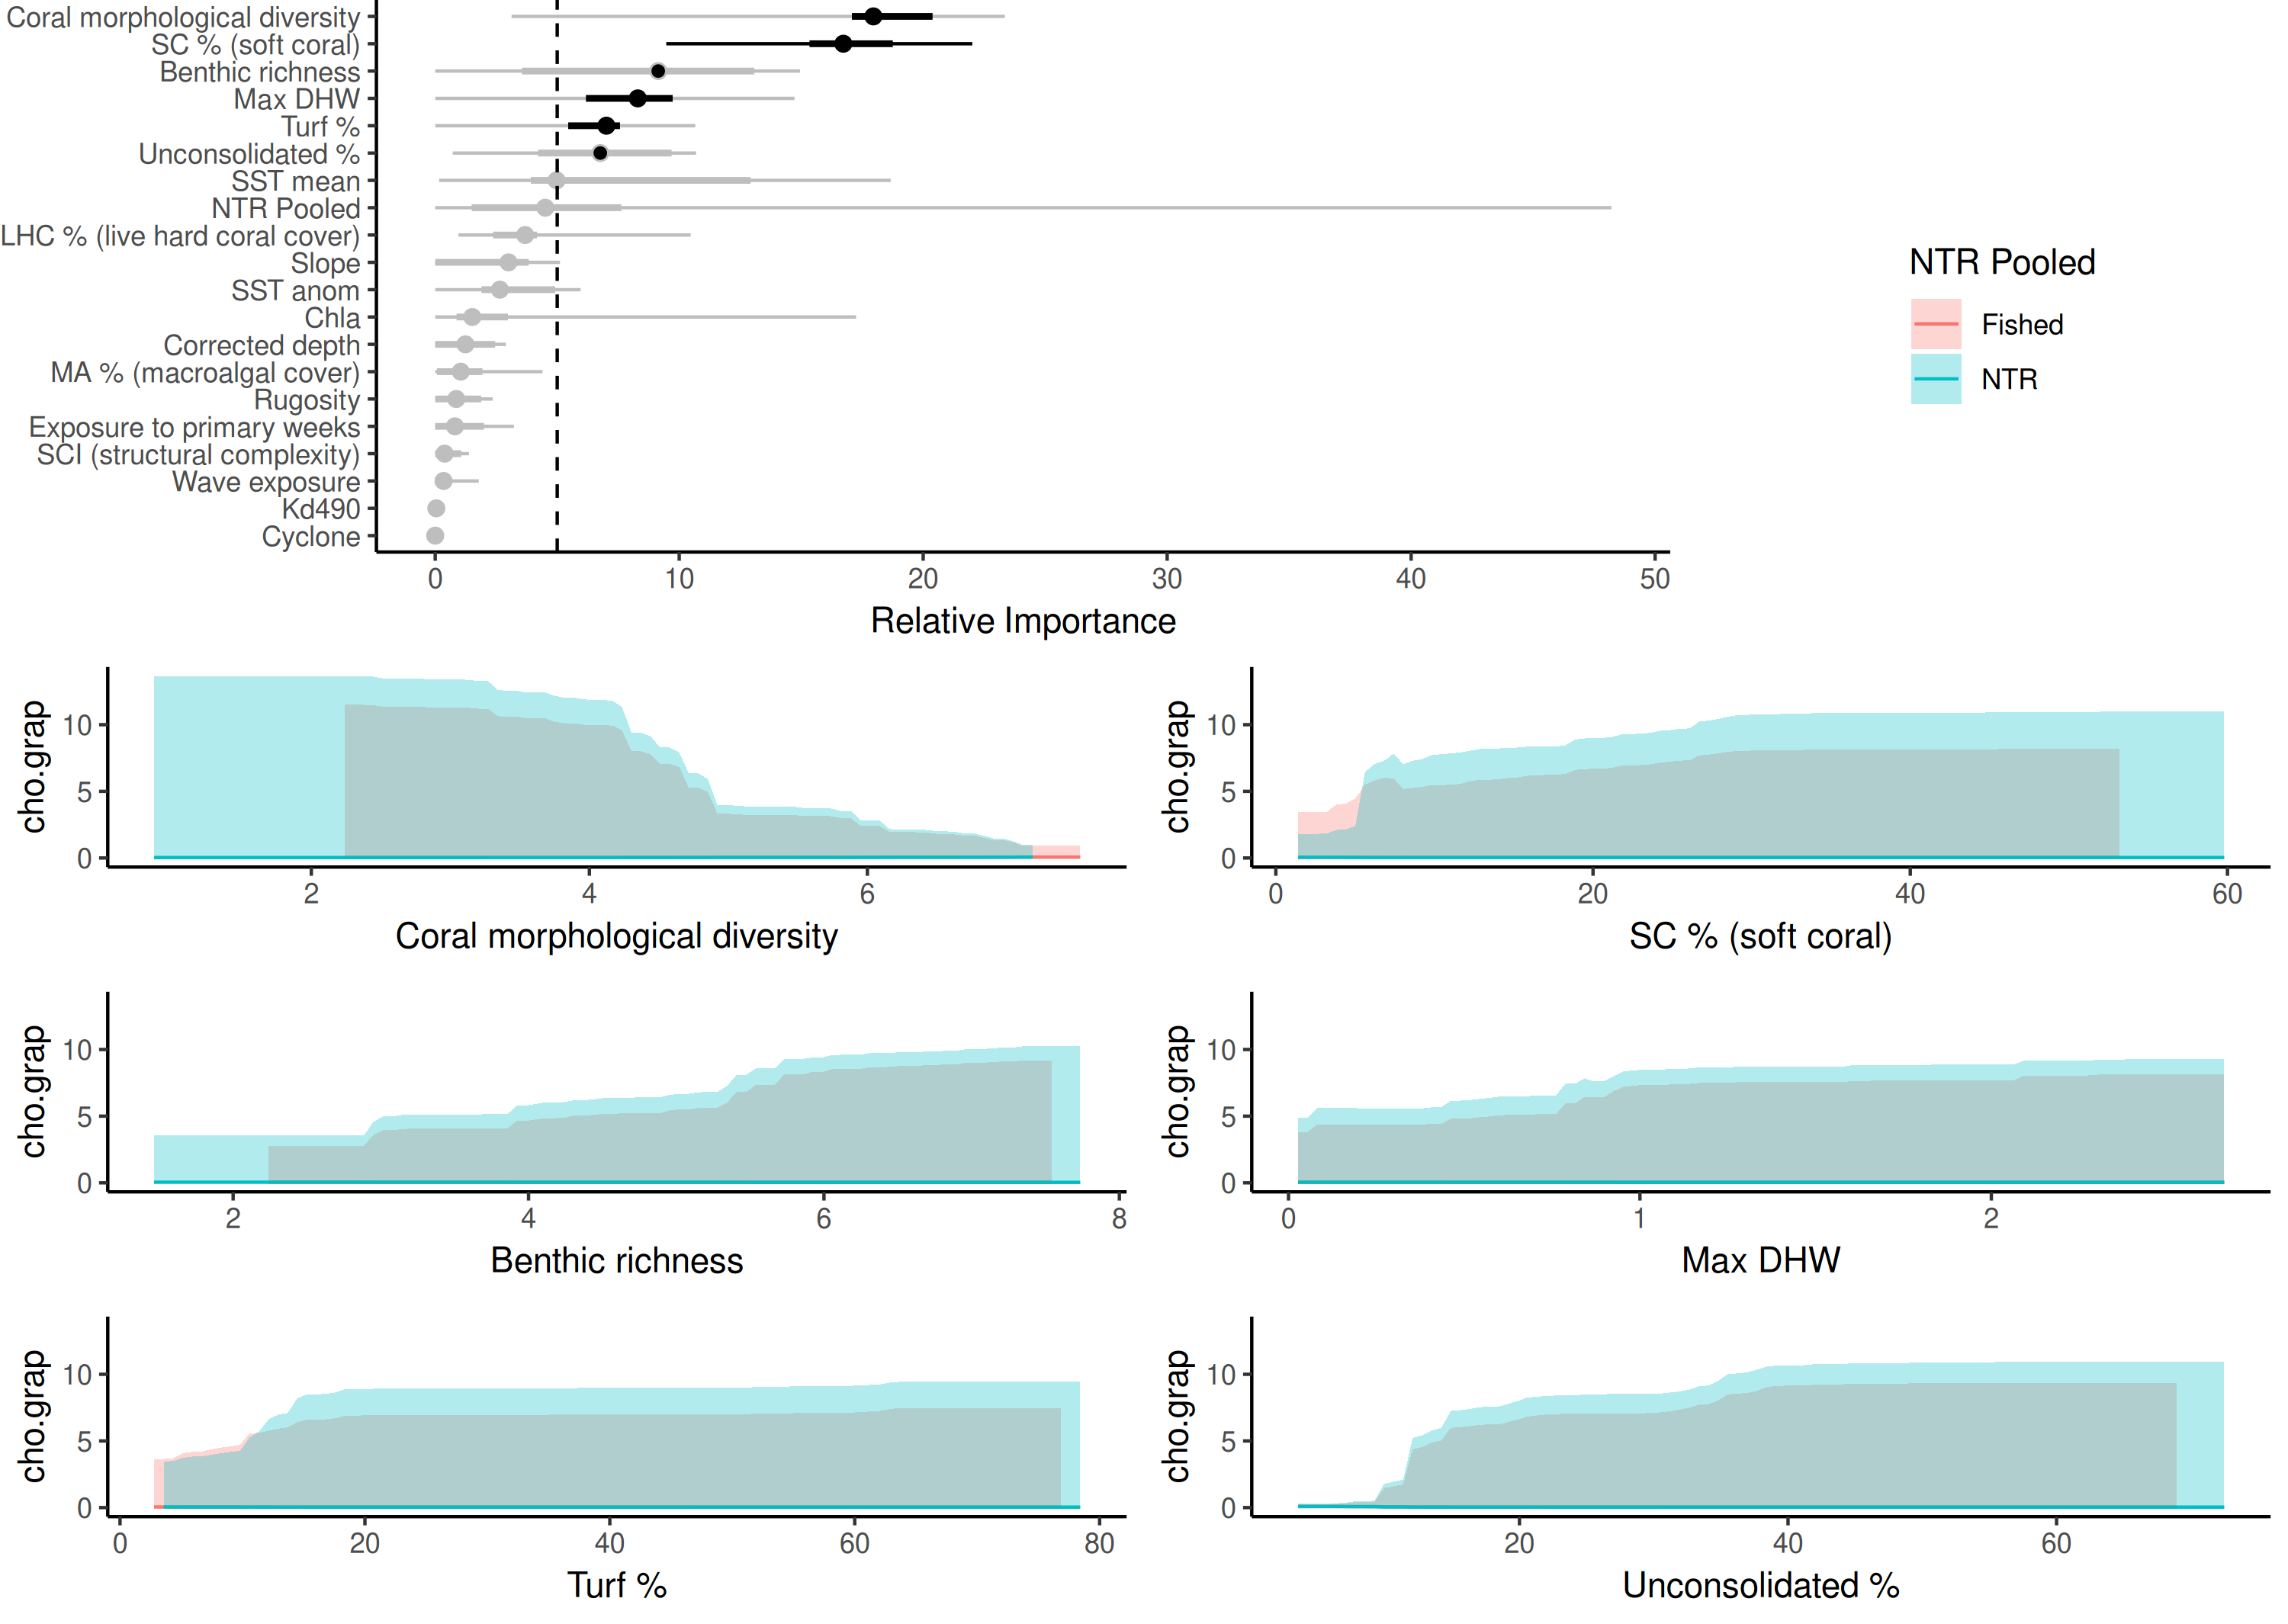 Coral morphological diversity
SC % (soft coral)
Benthic richness
Max DHW
Turf %
Unconsolidated %
SST mean
NTR Pooled
LHC % (live hard coral cover)
Slope
SST anom
Chla
Corrected depth
MA % (macroalgal cover)
Rugosity
Exposure to primary weeks
SCI (structural complexity)
Wave exposure
Kd490
Cyclone
0 10 20 30 40 50
Relative Importance
NTR Pooled
Fished
NTR
cho.grap
10
5
0
2 4 6
Coral morphological diversity
cho.grap
10
5
0
0 20 40 60
SC % (soft coral)
cho.grap
10
5
0
2 4 6 8
Benthic richness
cho.grap
10
5
0
0 1 2
Max DHW
cho.grap
10
5
0
0 20 40 60 80
Turf %
cho.grap
10
5
0
20 40 60
Unconsolidated %